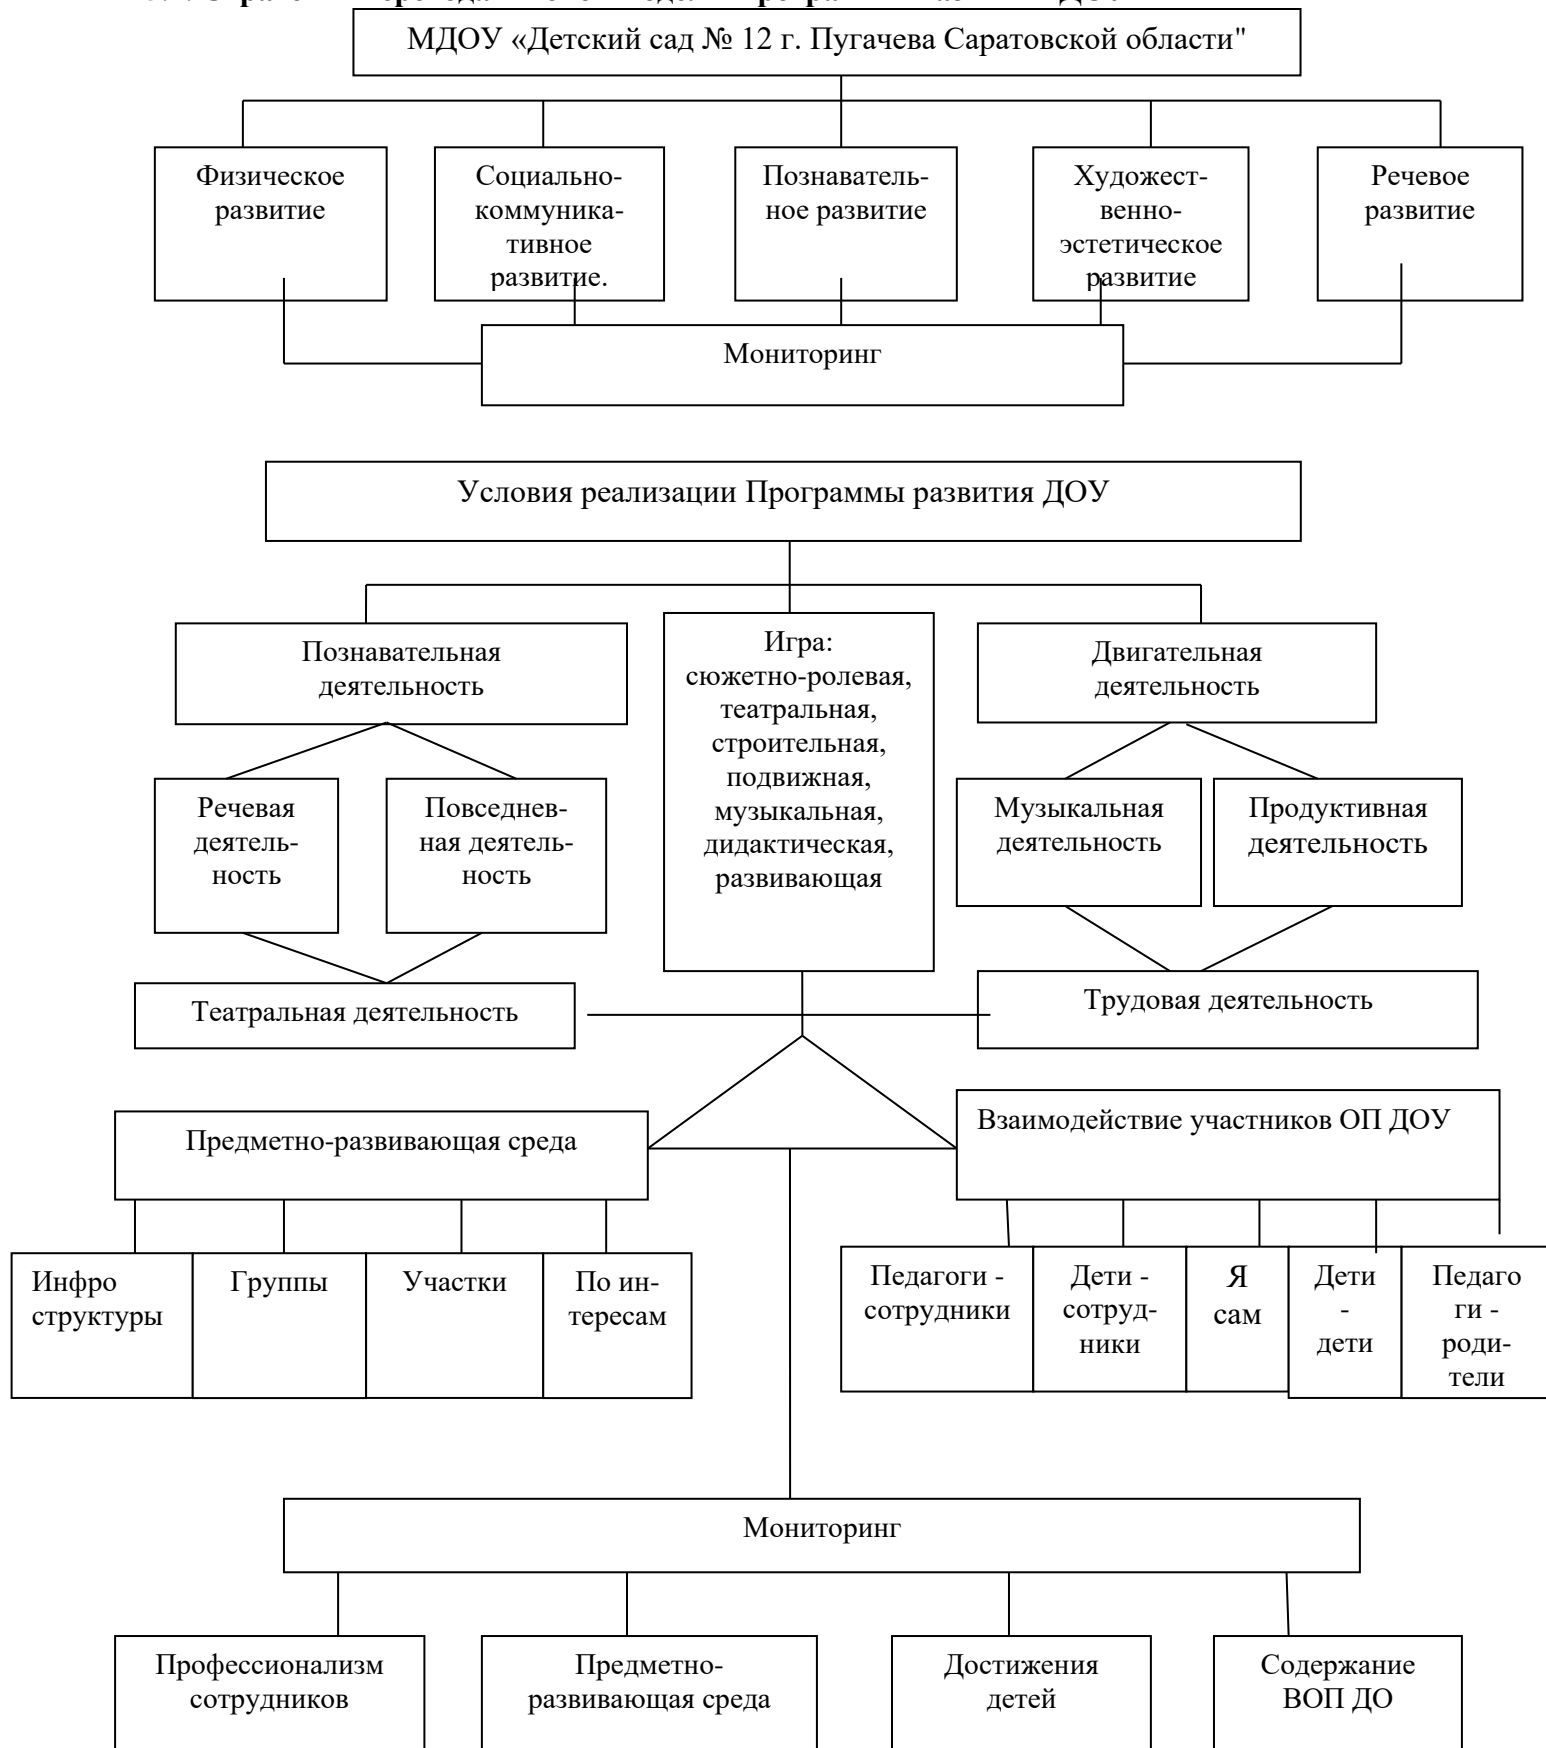 МДОУ «Детский сад № 12 г. Пугачева Саратовской области"
Физическое
развитие
Социально-
коммуника-
тивное
развитие.
Познаватель-
ное развитие
Художест-
венно-
эстетическое
развитие
Речевое
развитие
Мониторинг
Условия реализации Программы развития ДОУ
Познавательная
деятельность
Игра:
сюжетно-ролевая,
театральная,
строительная,
подвижная,
музыкальная,
дидактическая,
развивающая
Двигательная
деятельность
Речевая
деятель-
ность
Повседнев-
ная деятель-
ность
Музыкальная
деятельность
Продуктивная
деятельность
Театральная деятельность
Трудовая деятельность
Предметно-развивающая среда
Взаимодействие участников ОП ДОУ
Инфро
структуры
Группы
Участки
По ин-
тересам
Педагоги -
сотрудники
Дети -
сотруд-
ники
Я
сам
Дети
-
дети
Педаго
ги -
роди-
тели
Мониторинг
Профессионализм
сотрудников
Предметно-
развивающая среда
Достижения
детей
Содержание
ВОП ДО